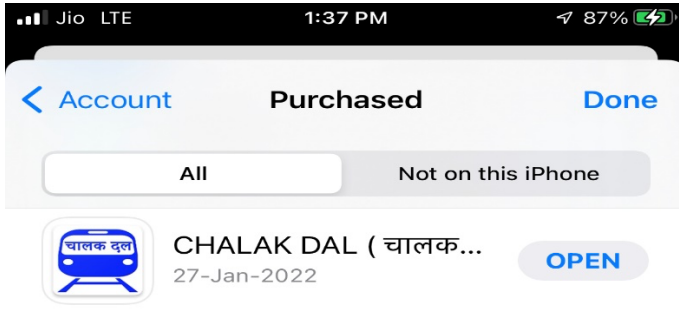 Jio LTE 1:37 PM 87%
Account Purchased Done
All Not on this iPhone
चालक दल
CHALAK DAL ( चालक...
OPEN
27-Jan-2022